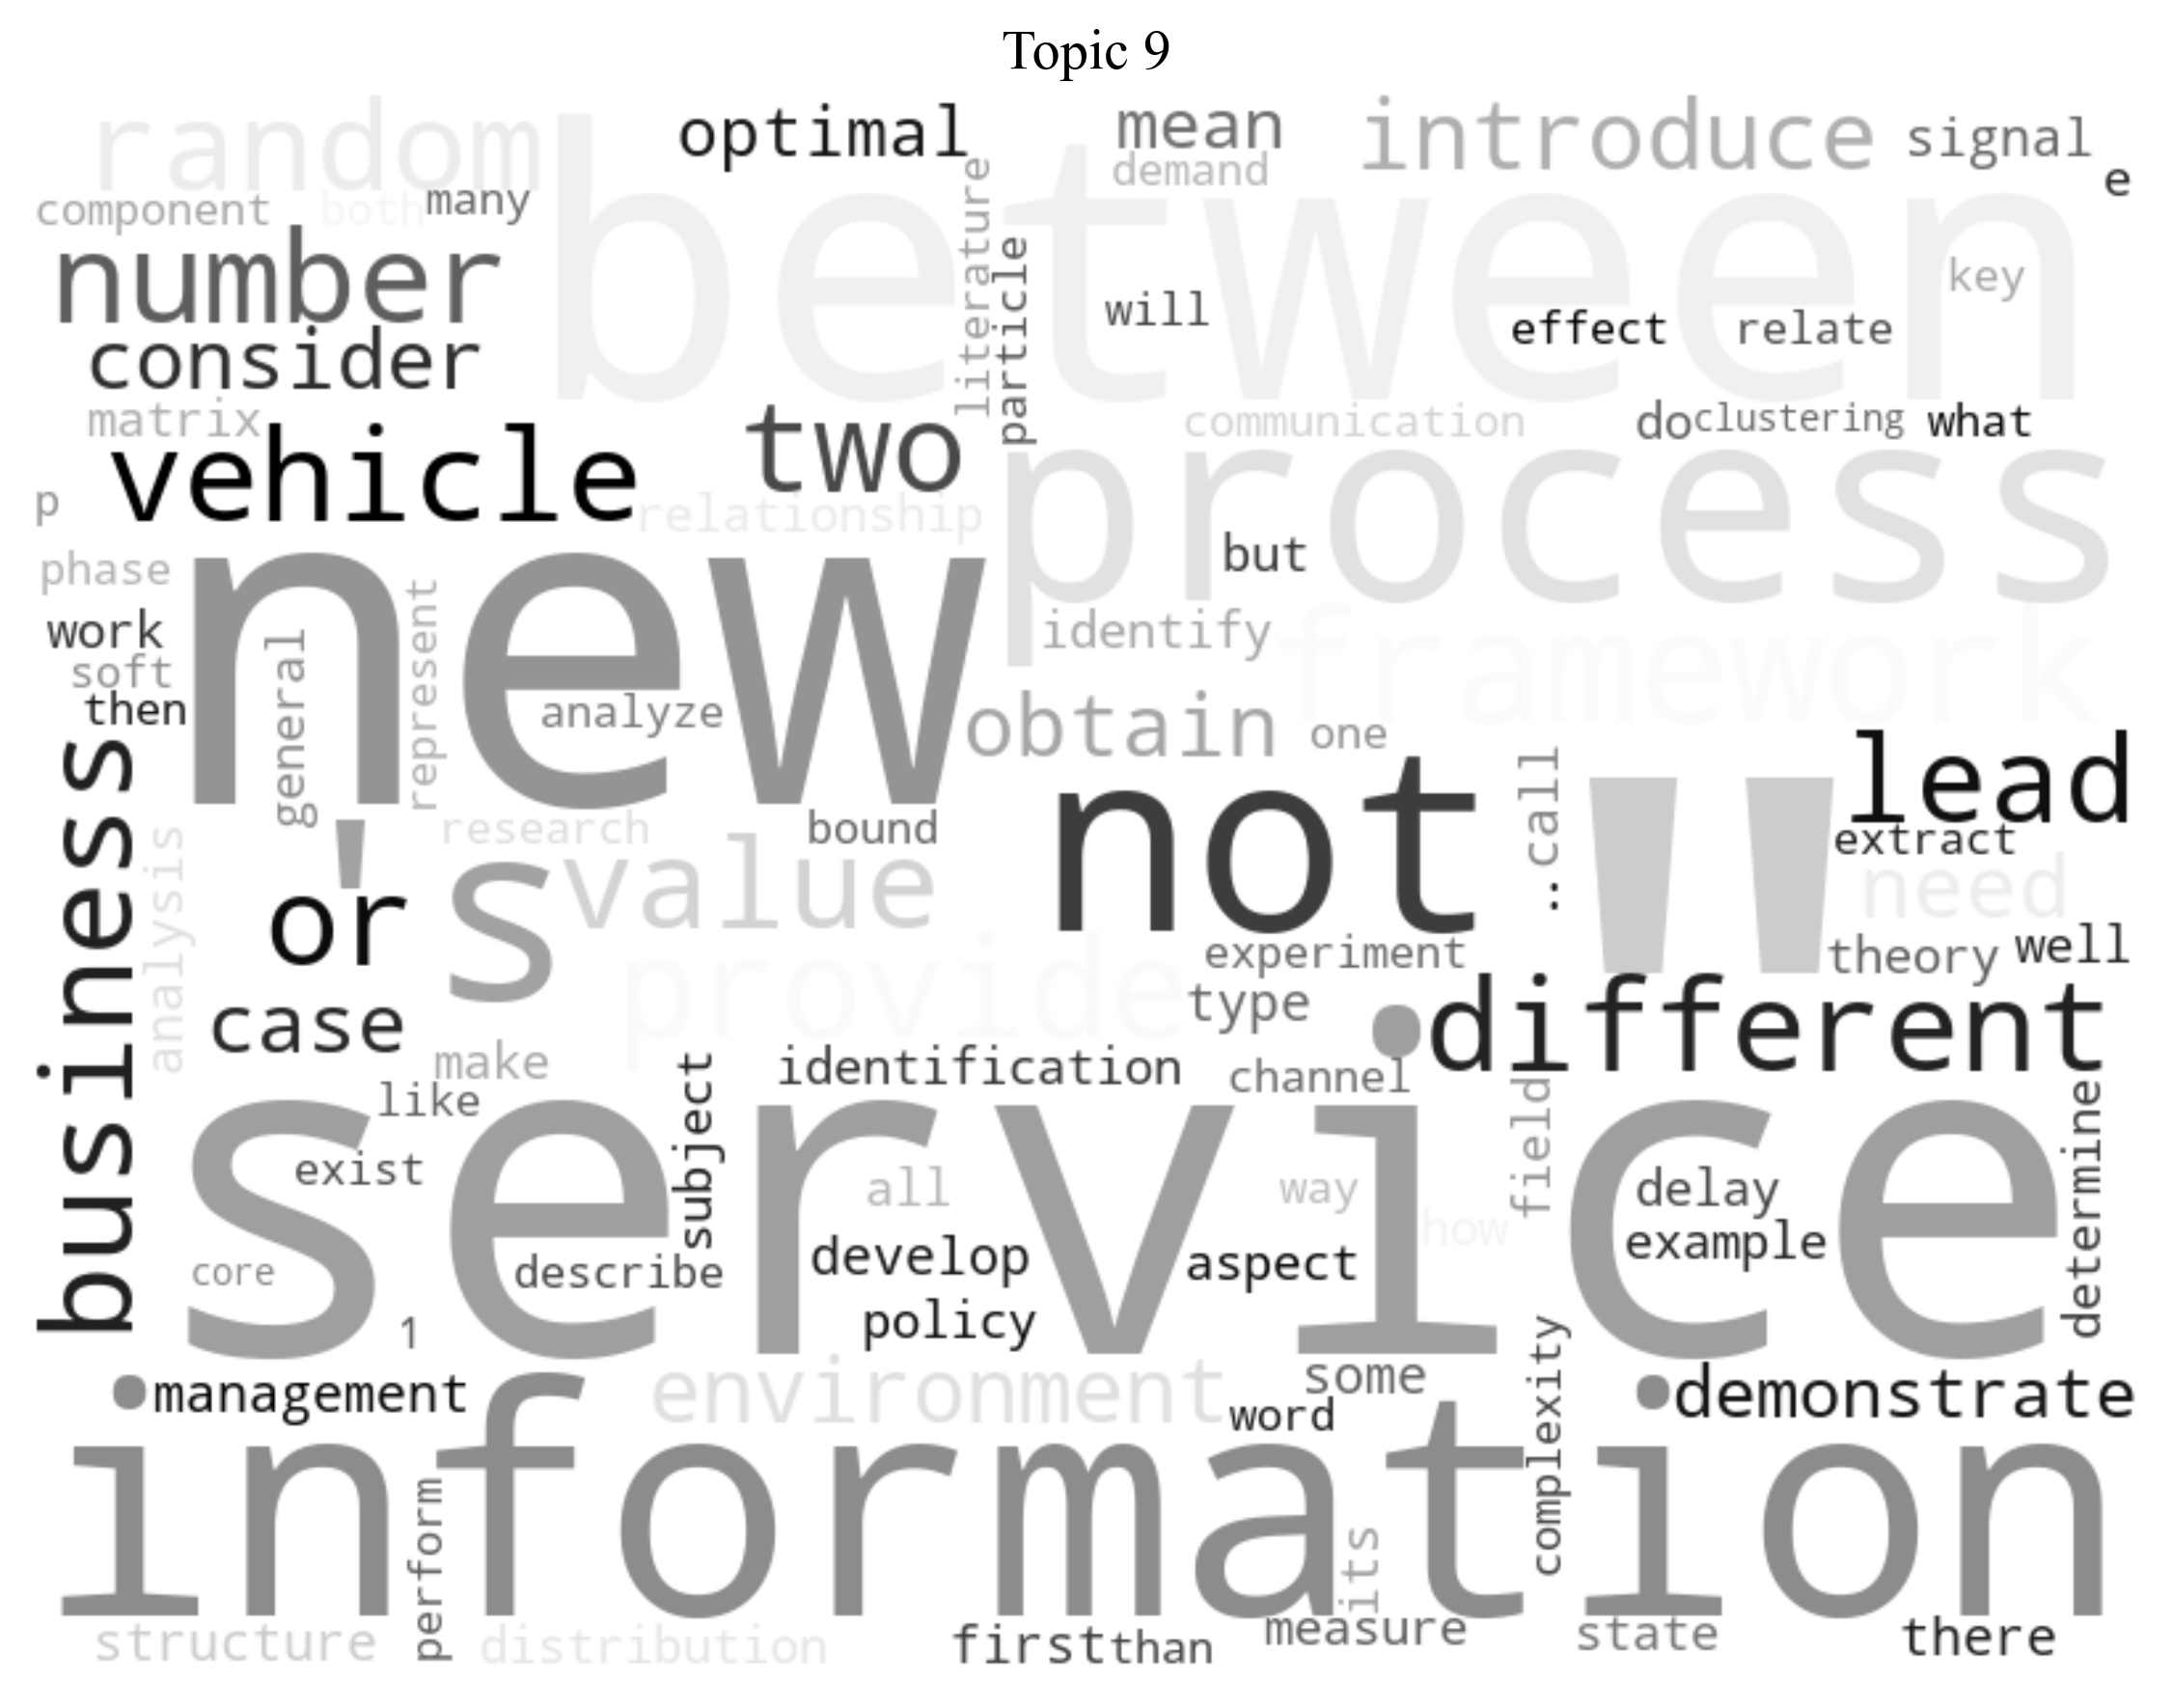 Topic 9
random
optimal
mean
introduce
signal
e
demand
component
both
many
between
literature
number
particle
key
will
effect
relate
consider
matrix
communication
do
clustering
what
vehicle
two
p
relationship
process
but
phase
new
represent
identify
framework
work
soft
general
then
analyze
obtain
one
business
not
:call
"
lead
extract
research
bound
analysis
's
value
need
or
experiment
theory
well
provide
case
type
different
make
identification
channel
like
subject
service
field
determine
exist
all
way
delay
how
core
describe
develop
aspect
example
1
policy
complexity
management
environment
some
word
demonstrate
information
perform
its
structure
distribution
first
than
measure
state
there